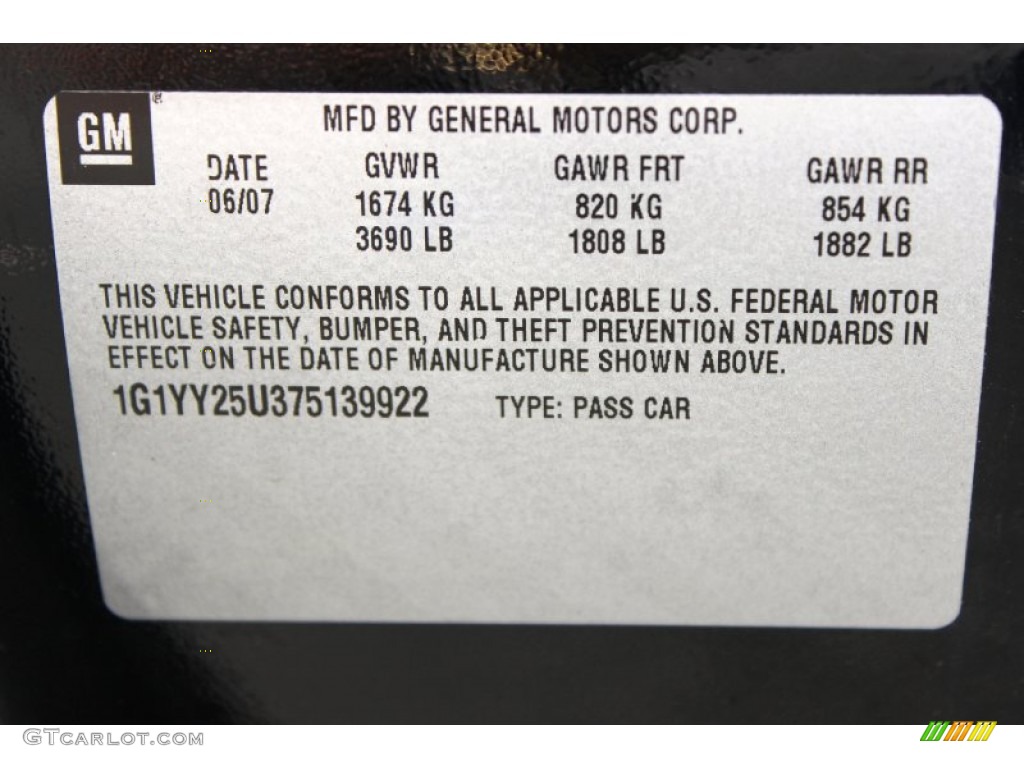 GM ®
MFD BY GENERAL MOTORS CORP.
DATE GVWR GAWR FRT GAWR RR
06/07 1674 KG 820 KG 854 KG
3690 LB 1808 LB 1882 LB
THIS VEHICLE CONFORMS TO ALL APPLICABLE U.S. FEDERAL MOTOR
VEHICLE SAFETY, BUMPER, AND THEFT PREVENTION STANDARDS IN
EFFECT ON THE DATE OF MANUFACTURE SHOWN ABOVE.
1G1YY25U375139922 TYPE: PASS CAR
GTCarlot.com